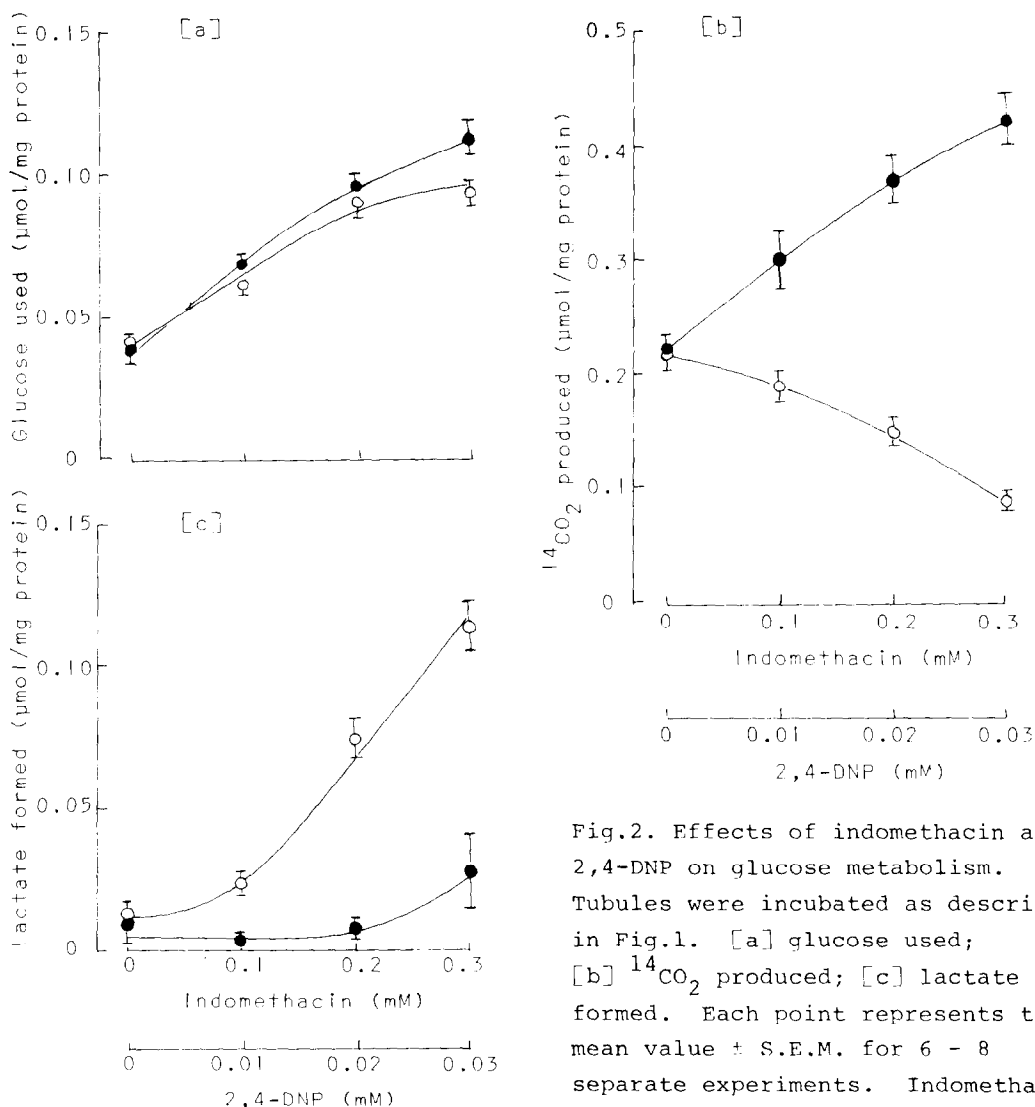 0.15
[a]
0.10
0.05
0
Glucose used (µmol/mg protein)
0.5
[b]
0.4
0.3
0.2
0.1
0
¹⁴CO₂ produced (µmol/mg protein)
0 0.1 0.2 0.3
Indomethacin (mM)
0 0.01 0.02 0.03
2,4-DNP (mM)
0.15
[c]
0.10
0.05
0
lactate formed (µmol/mg protein)
0 0.1 0.2 0.3
Indomethacin (mM)
0 0.01 0.02 0.03
2,4-DNP (mM)
Fig.2. Effects of indomethacin a
2,4-DNP on glucose metabolism.
Tubules were incubated as descri
in Fig.1. [a] glucose used;
[b] ¹⁴CO₂ produced; [c] lactate
formed. Each point represents t
mean value ± S.E.M. for 6 - 8
separate experiments. Indometha